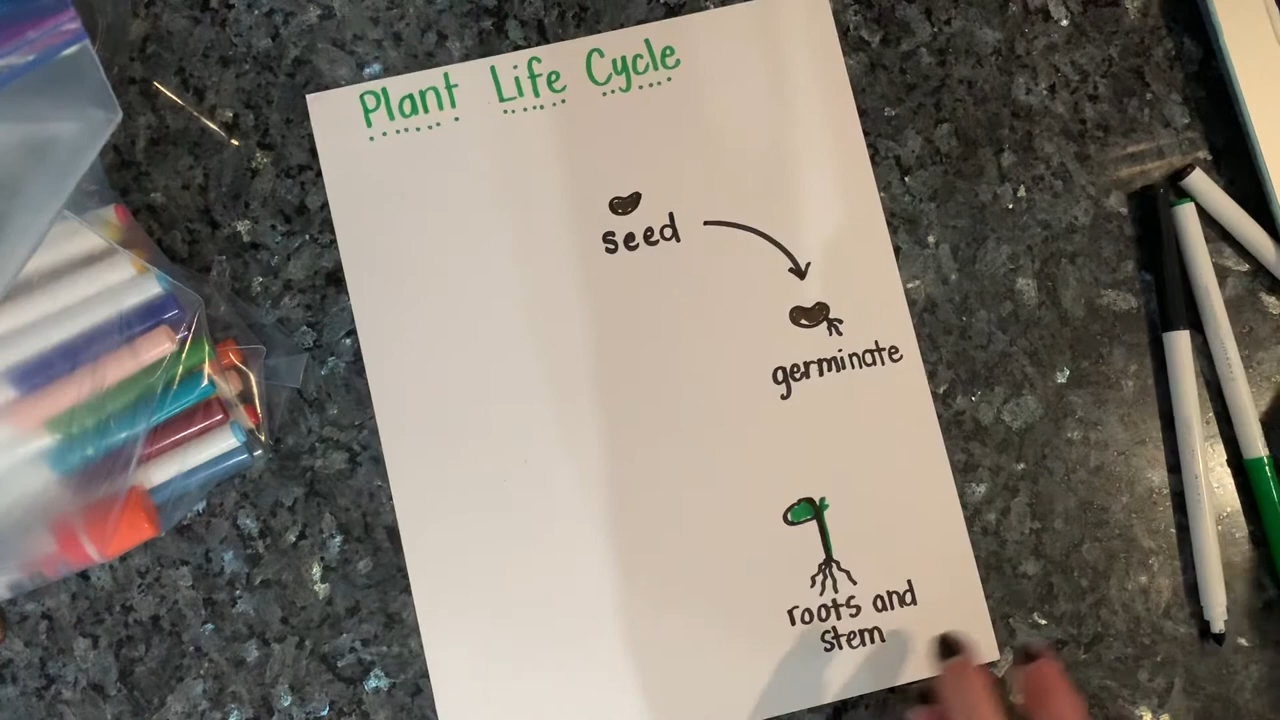 Plant Life Cycle
seed
germinate
roots and
stem